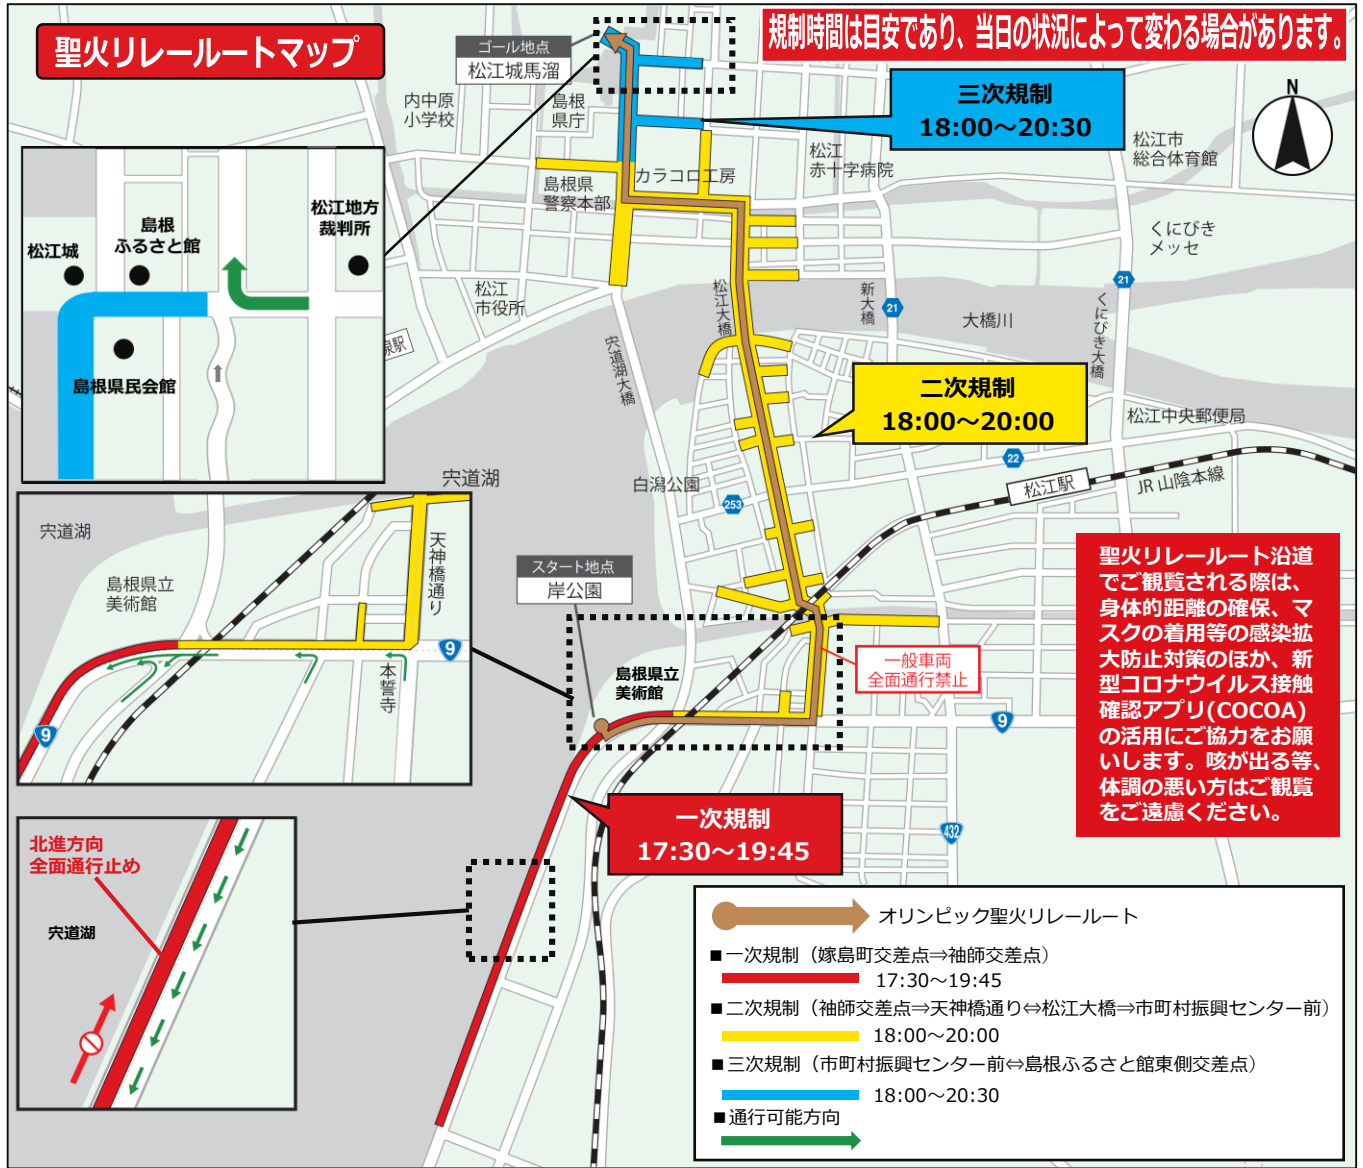 聖火リレールートマップ
規制時間は目安であり、当日の状況によって変わる場合があります。
ゴール地点
松江城馬溜
三次規制
18:00〜20:30
N
内中原
小学校
島根
県庁
松江
赤十字病院
松江市
総合体育館
カラコロ工房
島根県
警察本部
くにびき
メッセ
松江地方
裁判所
島根
ふるさと館
松江城
島根県民会館
松江
市役所
泉駅
宍道湖大橋
松江大橋
新大橋
21
大橋川
くにびき大橋
21
二次規制
18:00〜20:00
松江中央郵便局
22
松江駅
JR 山陰本線
宍道湖
白潟公園
253
宍道湖
島根県立
美術館
天神橋通り
9
本誓寺
9
スタート地点
岸公園
島根県立
美術館
一般車両
全面通行禁止
9
432
聖火リレールート沿道
でご観覧される際は、
身体的距離の確保、マ
スクの着用等の感染拡
大防止対策のほか、新
型コロナウイルス接触
確認アプリ(COCOA)
の活用にご協力をお願
いします。咳が出る等、
体調の悪い方はご観覧
をご遠慮ください。
一次規制
17:30〜19:45
北進方向
全面通行止め
宍道湖
オリンピック聖火リレールート
■一次規制（嫁島町交差点⇒袖師交差点）
17:30〜19:45
■二次規制（袖師交差点⇒天神橋通り⇔松江大橋⇒市町村振興センター前）
18:00〜20:00
■三次規制（市町村振興センター前⇔島根ふるさと館東側交差点）
18:00〜20:30
■通行可能方向